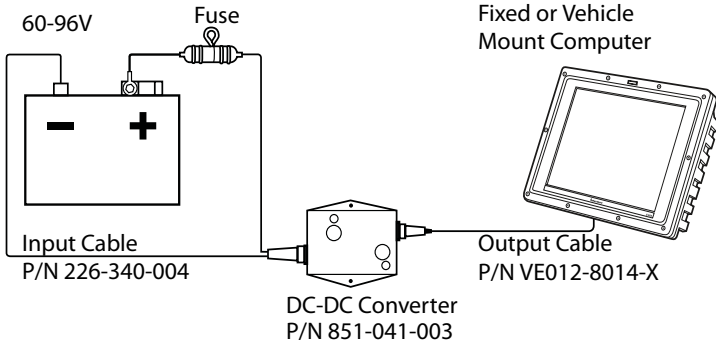 60-96V
Fuse
Fixed or Vehicle
Mount Computer
Input Cable
P/N 226-340-004
Output Cable
P/N VE012-8014-X
DC-DC Converter
P/N 851-041-003